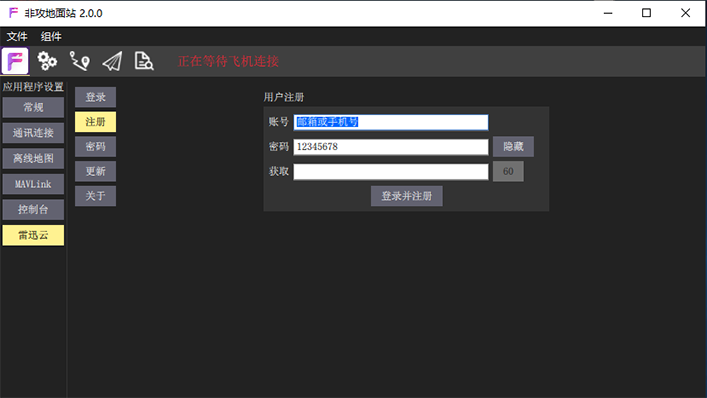 非攻地面站 2.0.0
文件 组件
正在等待飞机连接
应用程序设置
常规
通讯连接
离线地图
MAVLink
控制台
雷迅云
登录
注册
密码
更新
关于
用户注册
账号 邮箱或手机号
密码 12345678 隐藏
获取 60
登录并注册